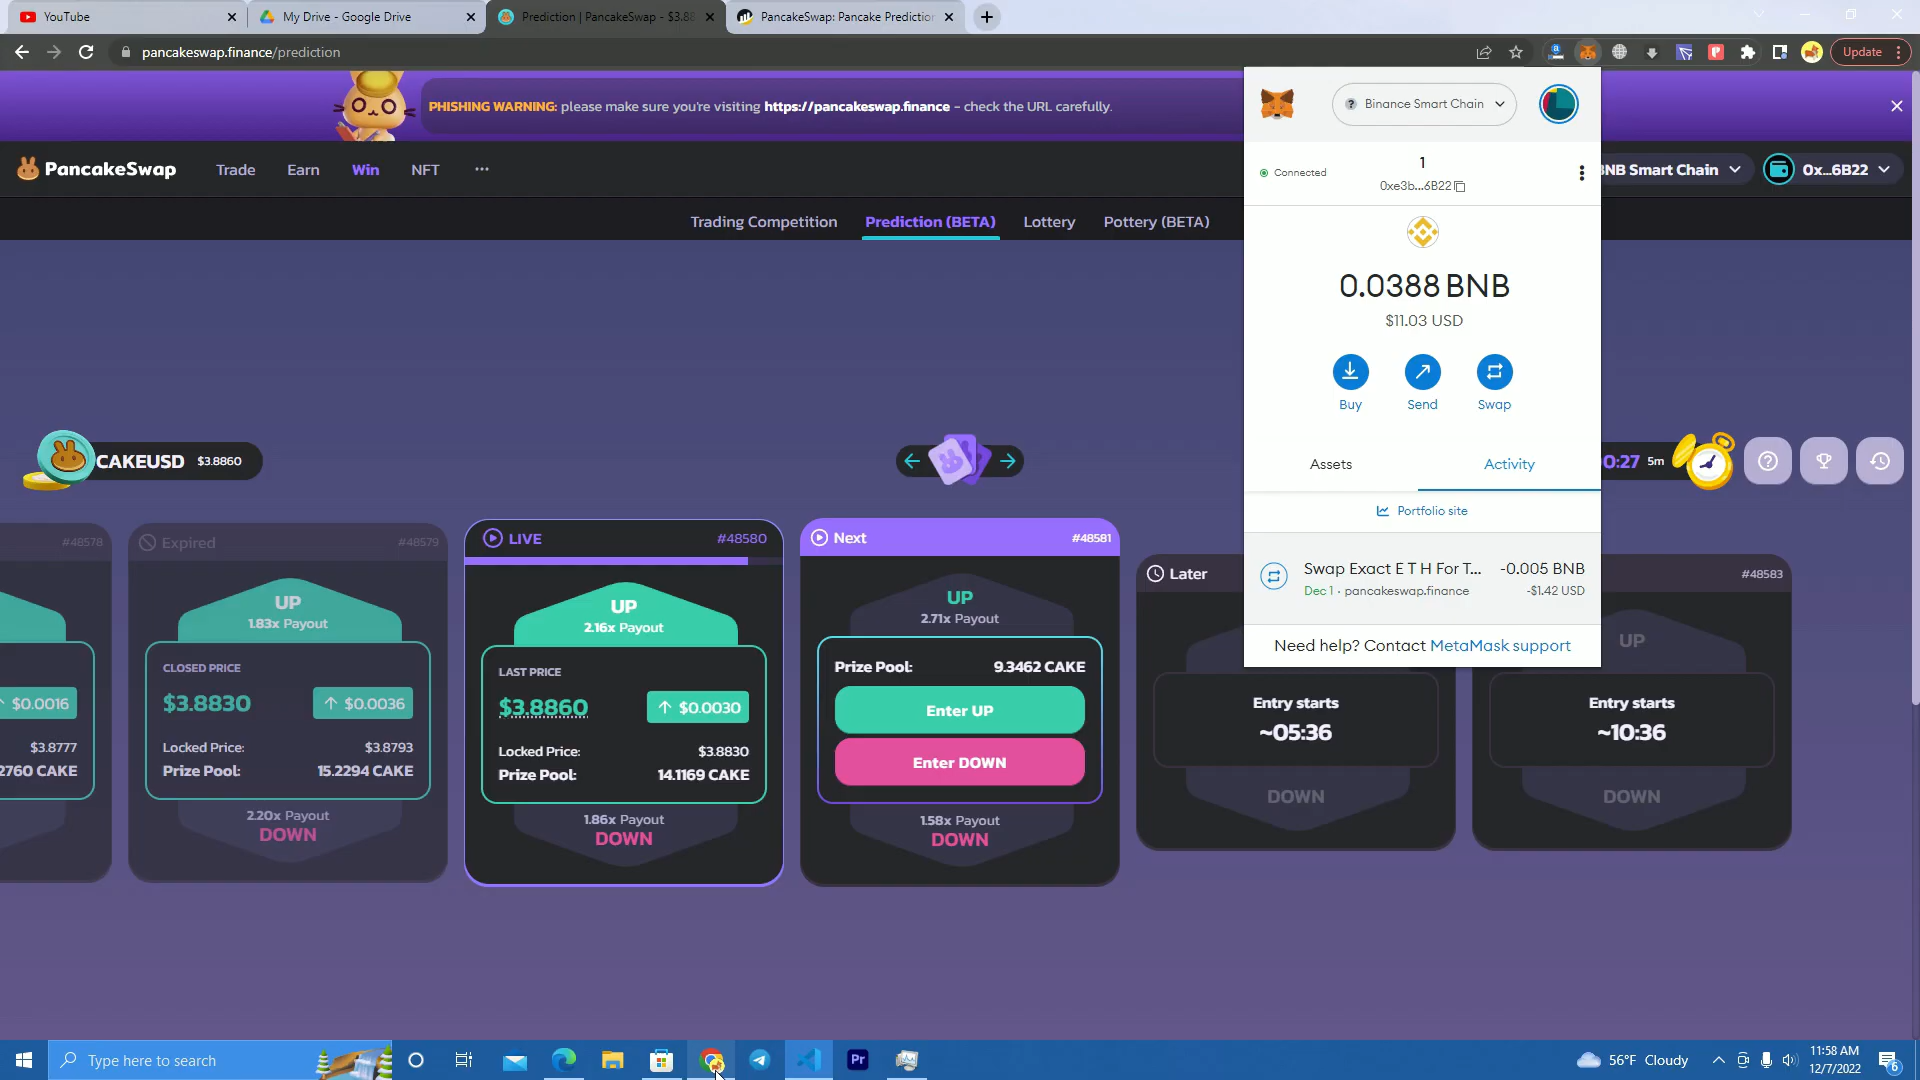 YouTube
My Drive - Google Drive
Prediction | PancakeSwap - $3.88
PancakeSwap: Pancake Prediction
pancakeswap.finance/prediction
Update
PHISHING WARNING: please make sure you're visiting https://pancakeswap.finance - check the URL carefully.
Binance Smart Chain
PancakeSwap
Trade
Earn
Win
NFT
BNB Smart Chain
0x...6B22
Connected
1
0xe3b...6B22
Trading Competition
Prediction (BETA)
Lottery
Pottery (BETA)
0.0388 BNB
$11.03 USD
Buy
Send
Swap
Assets
Activity
Portfolio site
Swap Exact E T H For T...
-0.005 BNB
Dec 1 · pancakeswap.finance
-$1.42 USD
Need help? Contact MetaMask support
CAKEUSD $3.8860
0:27 5m
#48578
$0.0016
$3.8777
2760 CAKE
Expired
#48579
UP
1.83x Payout
CLOSED PRICE
$3.8830
$0.0036
Locked Price:
$3.8793
Prize Pool:
15.2294 CAKE
2.20x Payout
DOWN
LIVE
#48580
UP
2.16x Payout
LAST PRICE
$3.8860
$0.0030
Locked Price:
$3.8830
Prize Pool:
14.1169 CAKE
1.86x Payout
DOWN
Next
#48581
UP
2.71x Payout
Prize Pool:
9.3462 CAKE
Enter UP
Enter DOWN
1.58x Payout
DOWN
Later
Entry starts
~05:36
DOWN
#48583
UP
Entry starts
~10:36
DOWN
Type here to search
Pr
56°F Cloudy
11:58 AM
12/7/2022
6